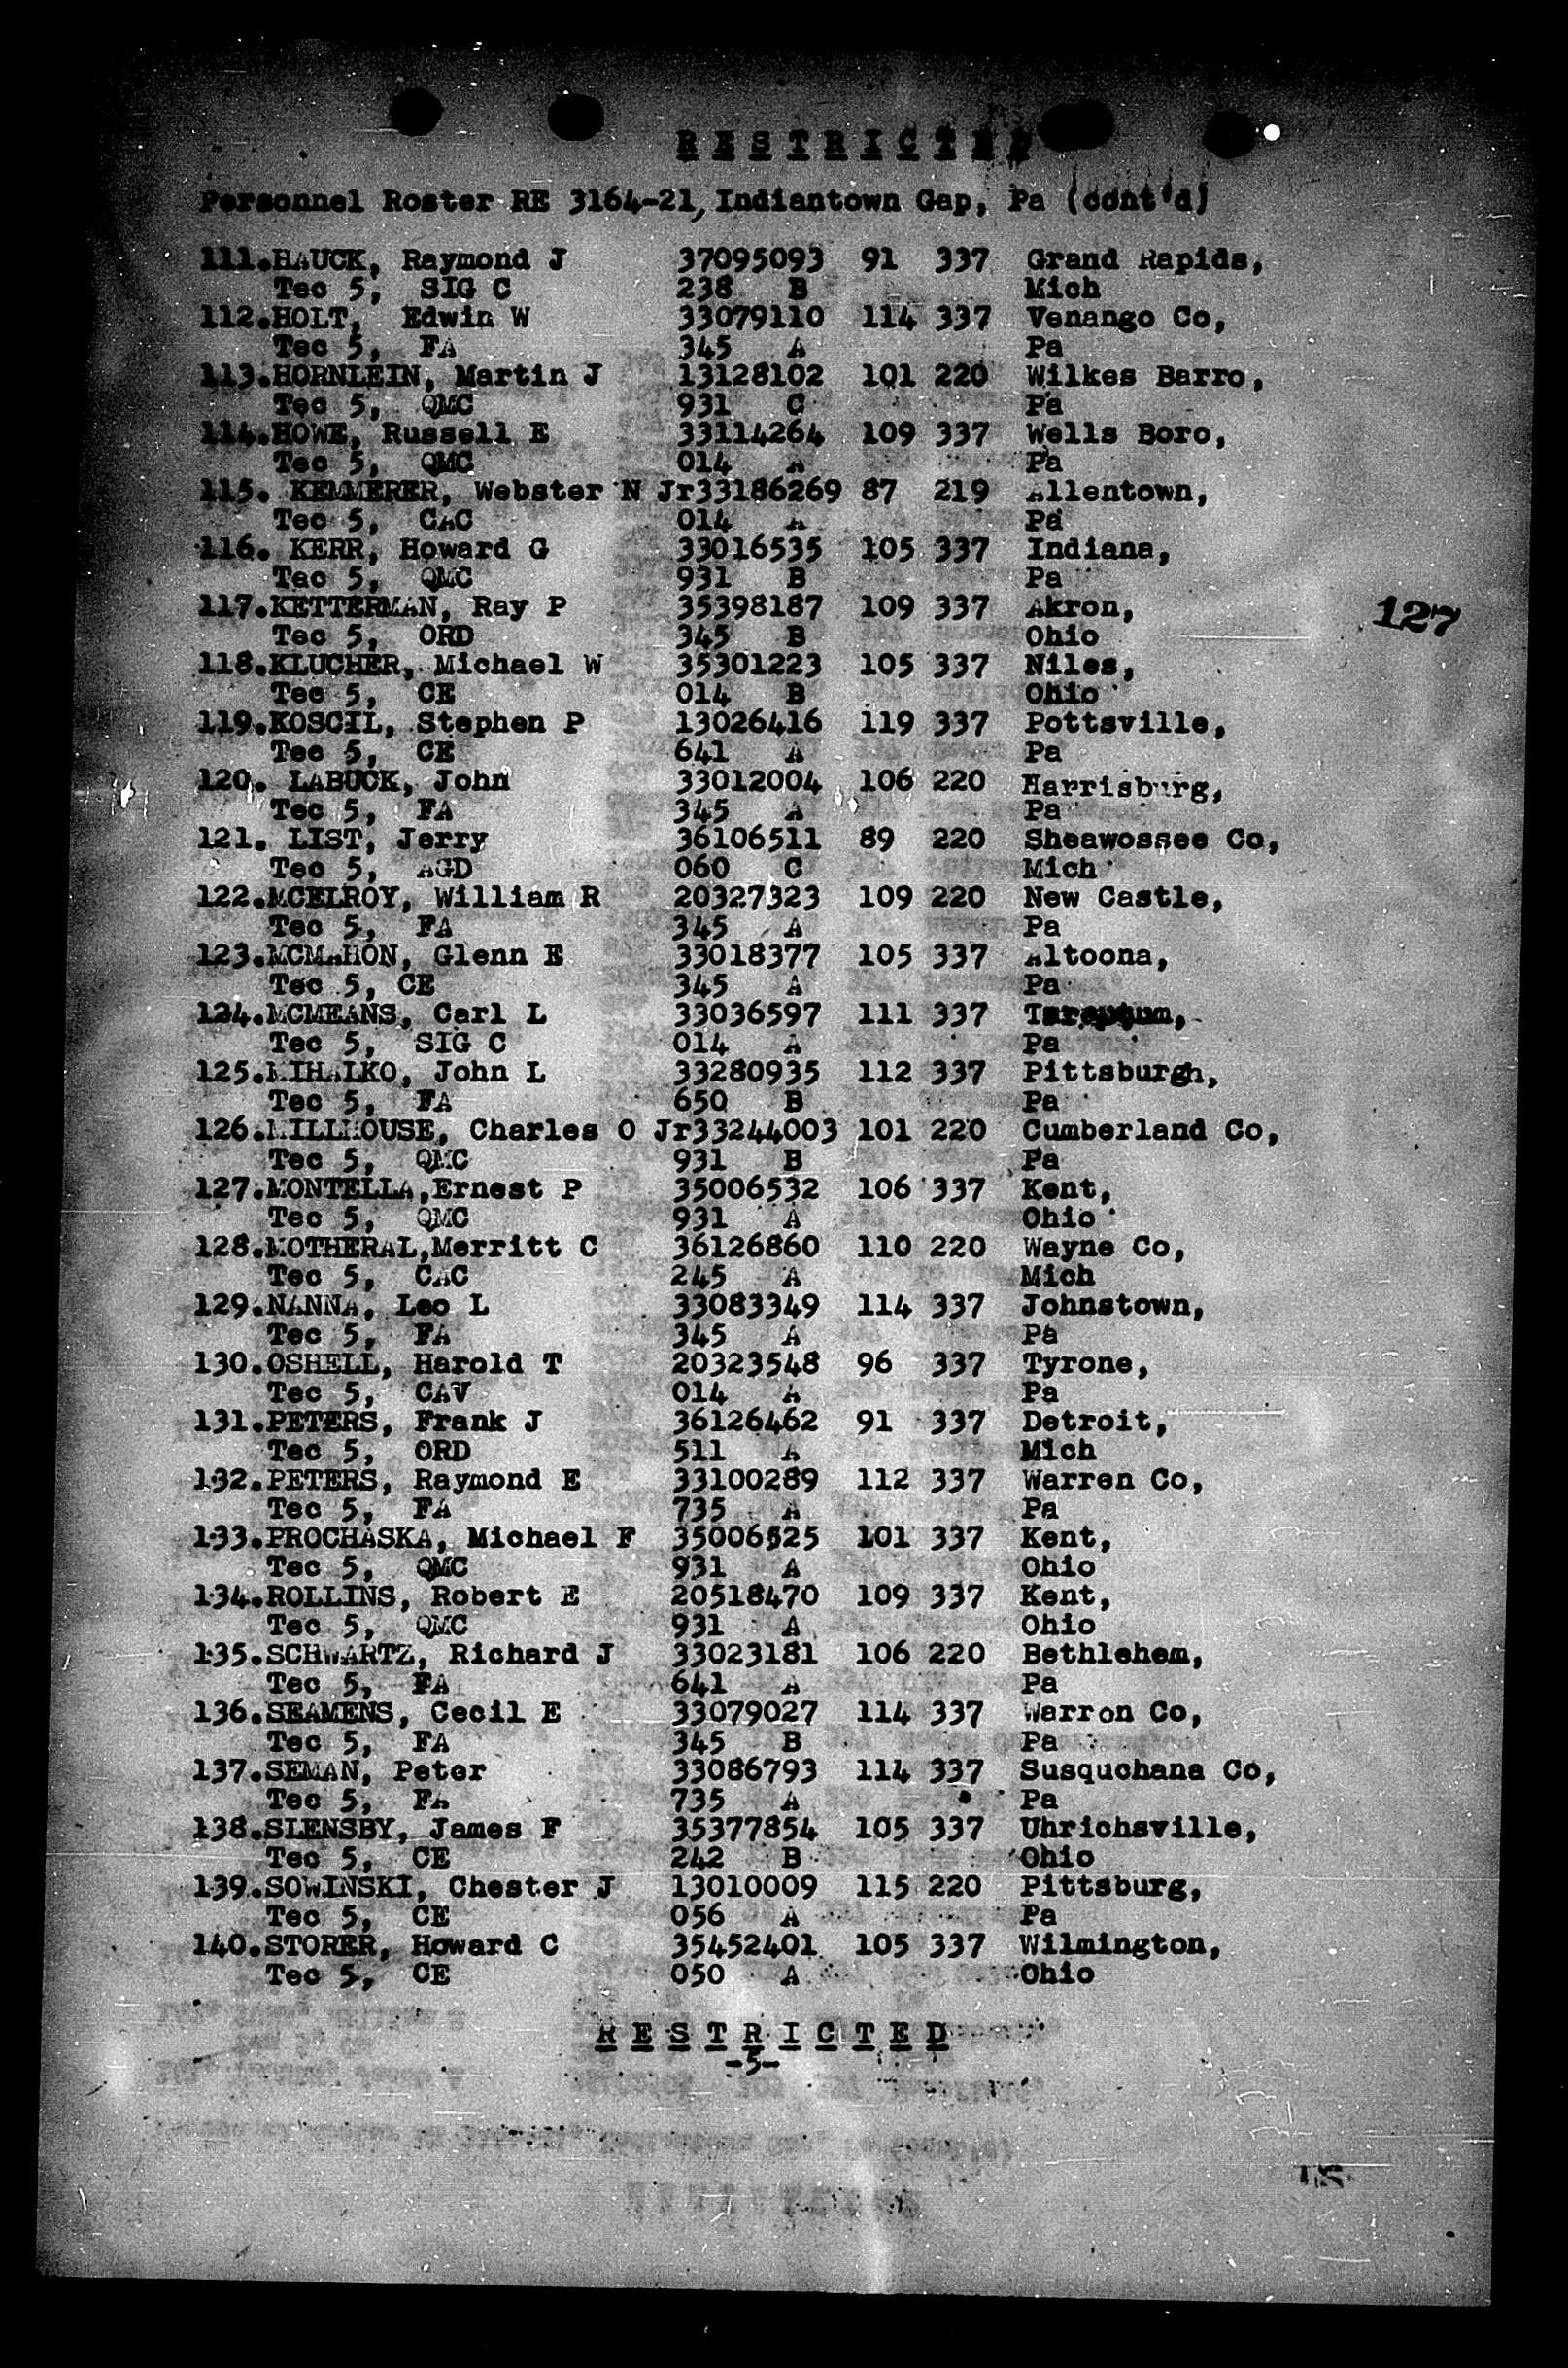 RESTRICTED
Personnel Roster RE 3164-21, Indiantown Gap, Pa (cont'd)
111.HAUCK, Raymond J 37095093 91 337 Grand Rapids,
Tec 5, SIG C 238 B Mich
112.HOLT, Edwin W 33079110 114 337 Venango Co,
Tec 5, FA 345 A Pa
113.HORNLEIN, Martin J 13128102 101 220 Wilkes Barro,
Tec 5, QMC 931 C Pa
114.HOWE, Russell E 33114264 109 337 Wells Boro,
Tec 5, QMC 014 A Pa
115. KEMMERER, Webster N Jr33186269 87 219 Allentown,
Tec 5, CAC 014 A Pa
116. KERR, Howard G 33016535 105 337 Indiana,
Tec 5, QMC 931 B Pa
117.KETTERMAN, Ray P 35398187 109 337 Akron,
127
Tec 5, ORD 345 B Ohio
118.KLUCHER, Michael W 35301223 105 337 Niles,
Tec 5, CE 014 B Ohio
119.KOSCIL, Stephen P 13026416 119 337 Pottsville,
Tec 5, CE 641 A Pa
120. LABUCK, John 33012004 106 220 Harrisburg,
Tec 5, FA 345 A Pa
121. LIST, Jerry 36106511 89 220 Sheawossee Co,
Tec 5, AGD 060 C Mich
122.MCELROY, William R 20327323 109 220 New Castle,
Tec 5, FA 345 A Pa
123.MCMAHON, Glenn E 33018377 105 337 Altoona,
Tec 5, CE 345 A Pa
124.MCMEANS, Carl L 33036597 111 337
Tec 5, SIG C 014 A Pa
125.MIHALKO, John L 33280935 112 337 Pittsburgh,
Tec 5, FA 650 B Pa
126.MILLHOUSE, Charles O Jr33244003 101 220 Cumberland Co,
Tec 5, QMC 931 B Pa
127.MONTELLA,Ernest P 35006532 106 337 Kent,
Tec 5, QMC 931 A Ohio
128.MOTHERAL,Merritt C 36126860 110 220 Wayne Co,
Tec 5, CAC 245 A Mich
129.NANNA, Leo L 33083349 114 337 Johnstown,
Tec 5, FA 345 A Pa
130.OSHELL, Harold T 20323548 96 337 Tyrone,
Tec 5, CAV 014 A Pa
131.PETERS, Frank J 36126462 91 337 Detroit,
Tec 5, ORD 511 A Mich
132.PETERS, Raymond E 33100289 112 337 Warren Co,
Tec 5, FA 735 A Pa
133.PROCHASKA, Michael F 35006525 101 337 Kent,
Tec 5, QMC 931 A Ohio
134.ROLLINS, Robert E 20518470 109 337 Kent,
Tec 5, QMC 931 A Ohio
135.SCHWARTZ, Richard J 33023181 106 220 Bethlehem,
Tec 5, FA 641 A Pa
136.SEAMENS, Cecil E 33079027 114 337 Warron Co,
Tec 5, FA 345 B Pa
137.SEMAN, Peter 33086793 114 337 Susquohana Co,
Tec 5, FA 735 A Pa
138.SLENSBY, James F 35377854 105 337 Uhrichsville,
Tec 5, CE 242 B Ohio
139.SOWINSKI, Chester J 13010009 115 220 Pittsburg,
Tec 5, CE 056 A Pa
140.STORER, Howard C 35452401 105 337 Wilmington,
Tec 5, CE 050 A Ohio
RESTRICTED
-5-